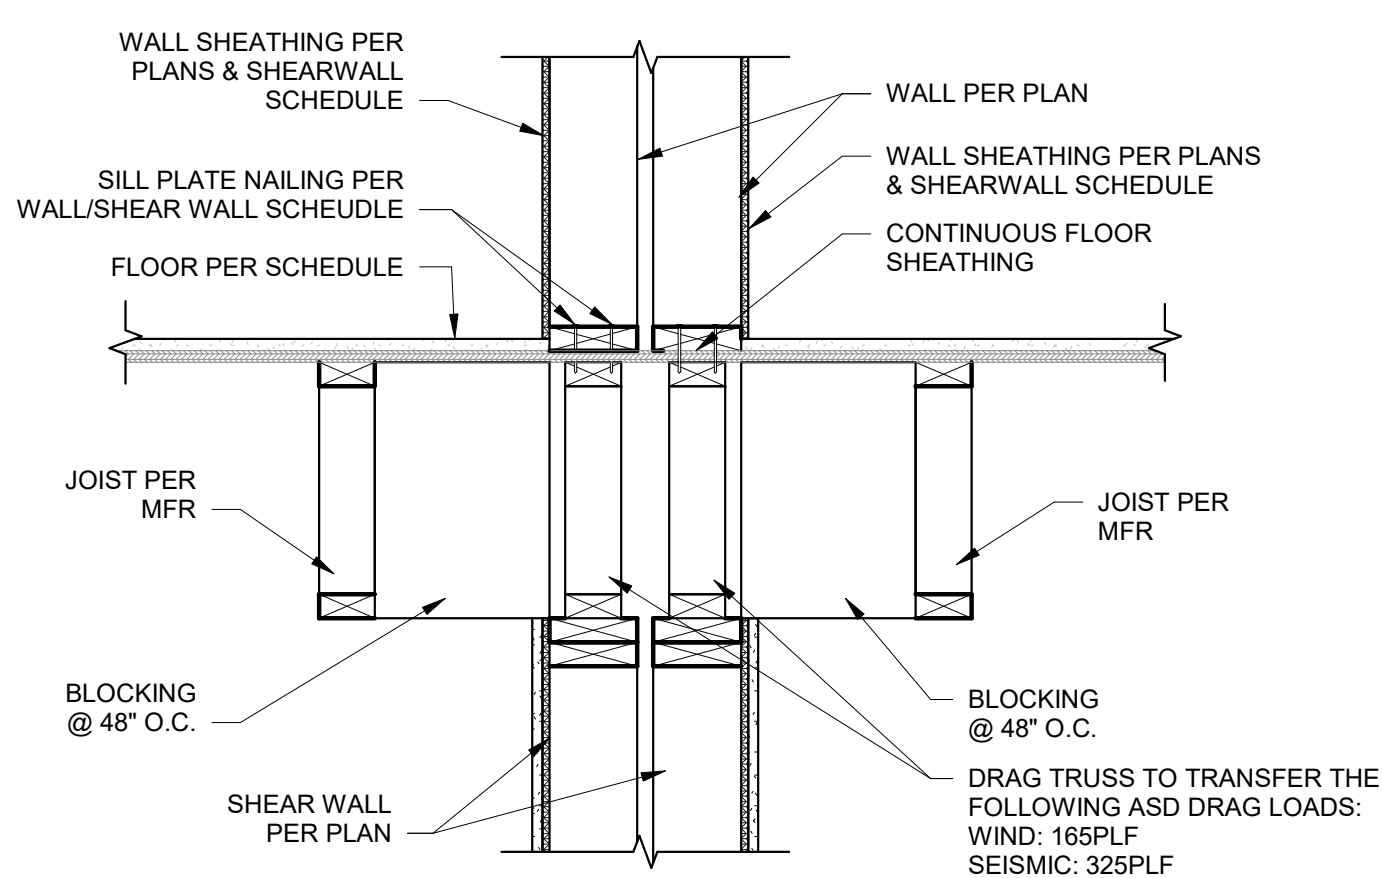 WALL SHEATHING PER
PLANS & SHEARWALL
SCHEDULE
SILL PLATE NAILING PER
WALL/SHEAR WALL SCHEUDLE
FLOOR PER SCHEDULE
WALL PER PLAN
WALL SHEATHING PER PLANS
& SHEARWALL SCHEDULE
CONTINUOUS FLOOR
SHEATHING
JOIST PER
MFR
JOIST PER
MFR
BLOCKING
@ 48" O.C.
BLOCKING
@ 48" O.C.
SHEAR WALL
PER PLAN
DRAG TRUSS TO TRANSFER THE
FOLLOWING ASD DRAG LOADS:
WIND: 165PLF
SEISMIC: 325PLF